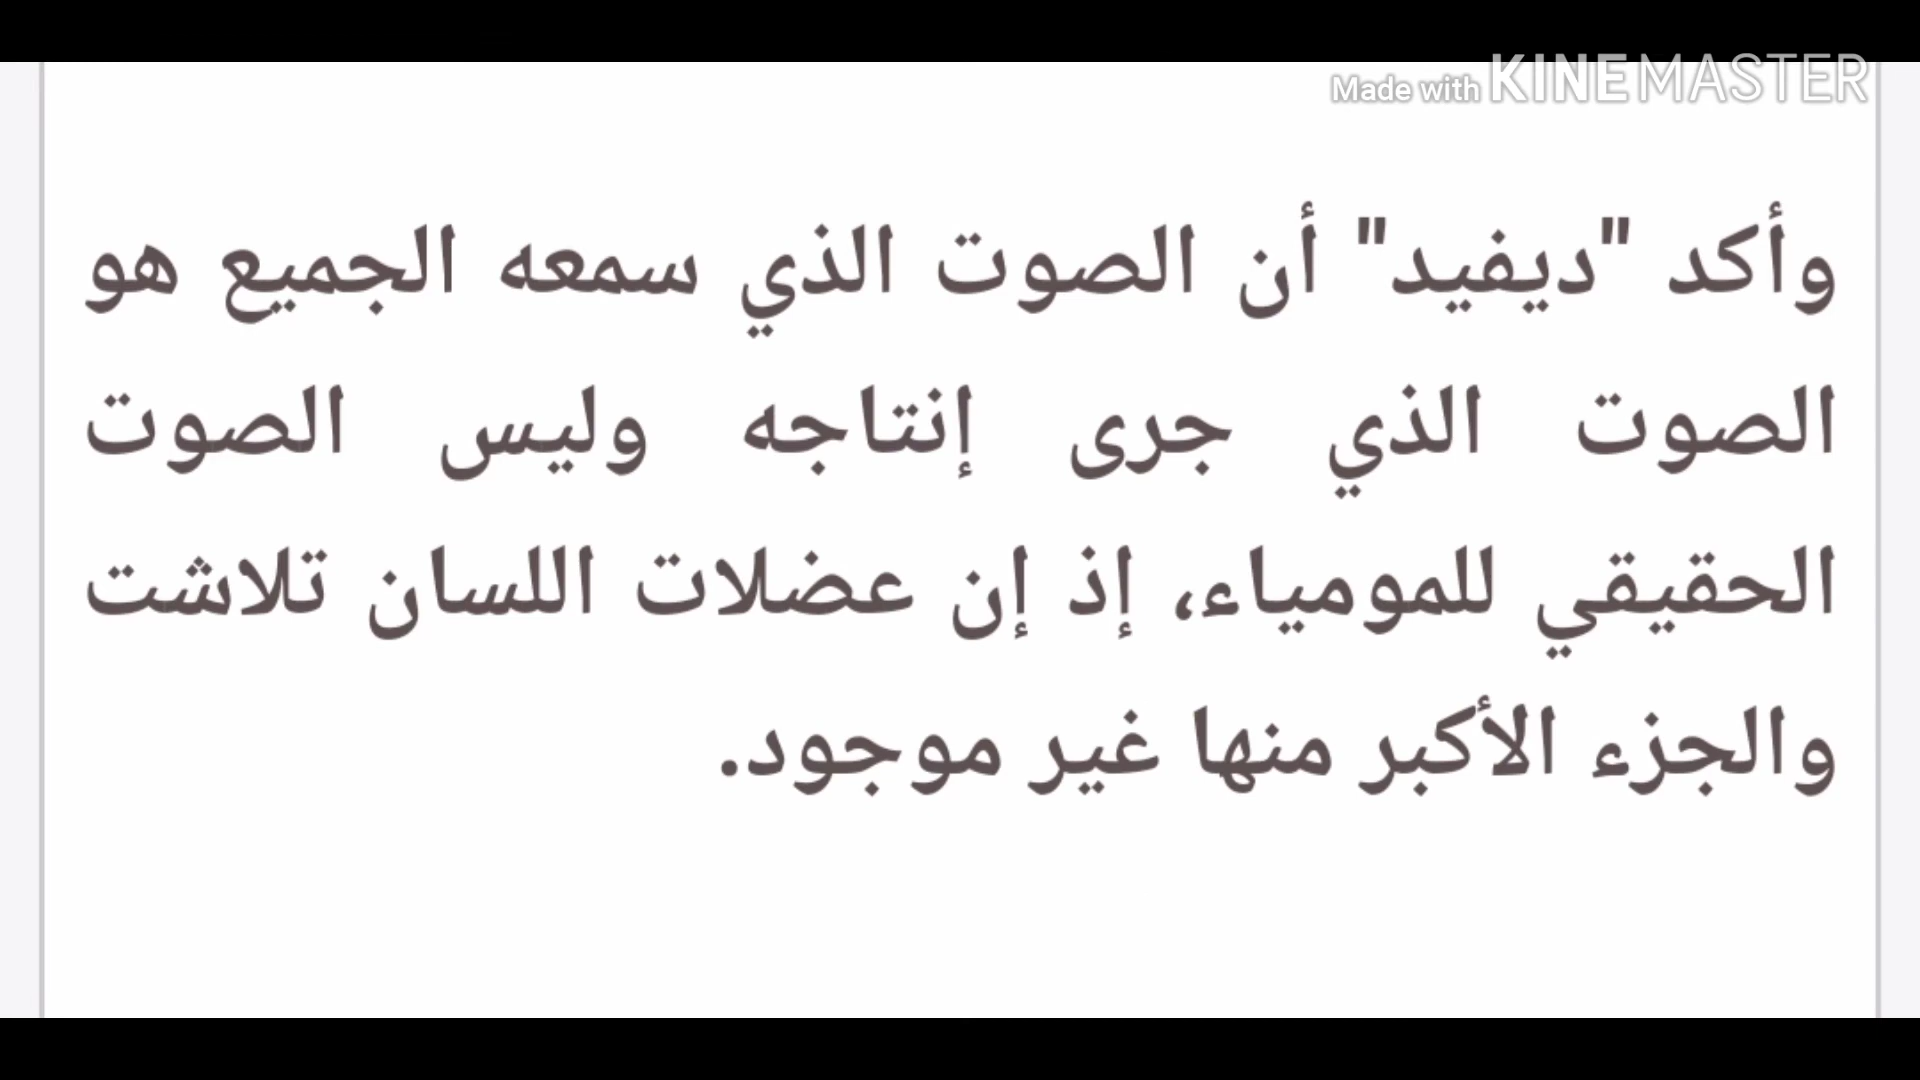 Made with KINEMASTER
وأكد "ديفيد" أن الصوت الذي سمعه الجميع هو
الصوت الذي جرى إنتاجه وليس الصوت
الحقيقي للمومياء، إذ إن عضلات اللسان تلاشت
والجزء الأكبر منها غير موجود.